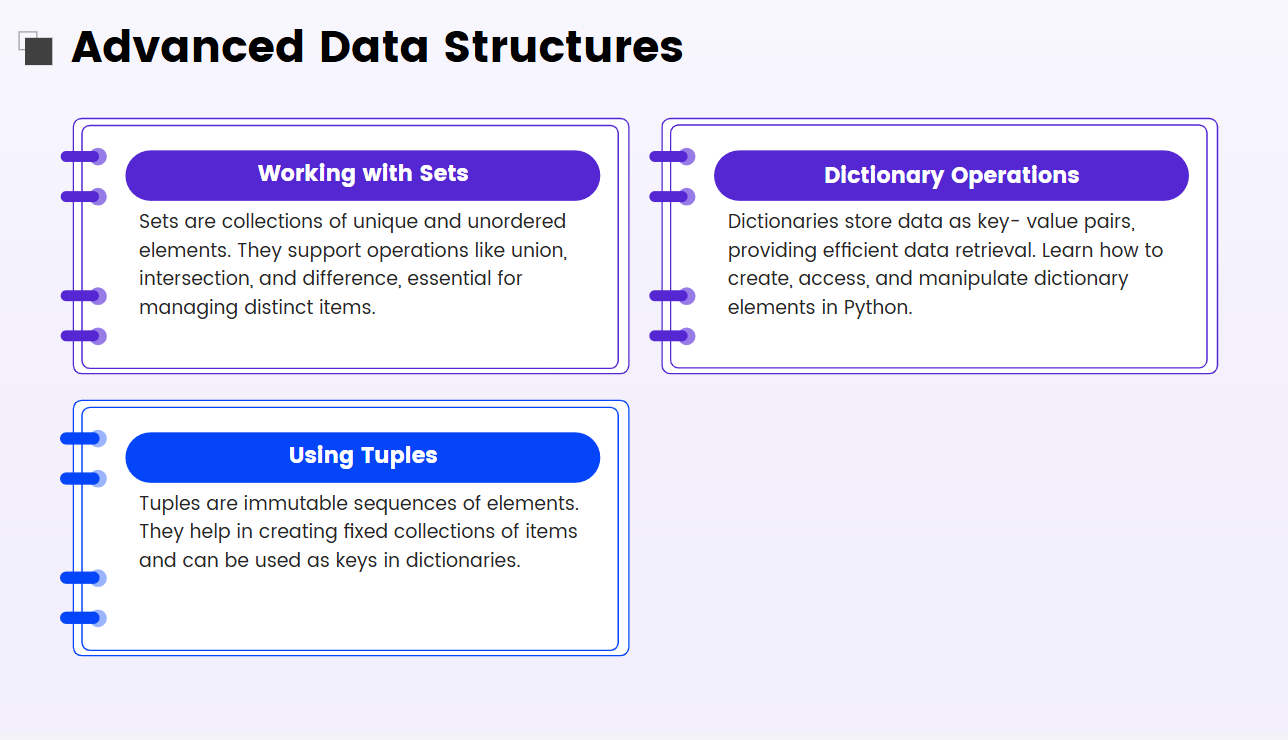 Advanced Data Structures
Working with Sets
Sets are collections of unique and unordered
elements. They support operations like union,
intersection, and difference, essential for
managing distinct items.
Dictionary Operations
Dictionaries store data as key- value pairs,
providing efficient data retrieval. Learn how to
create, access, and manipulate dictionary
elements in Python.
Using Tuples
Tuples are immutable sequences of elements.
They help in creating fixed collections of items
and can be used as keys in dictionaries.